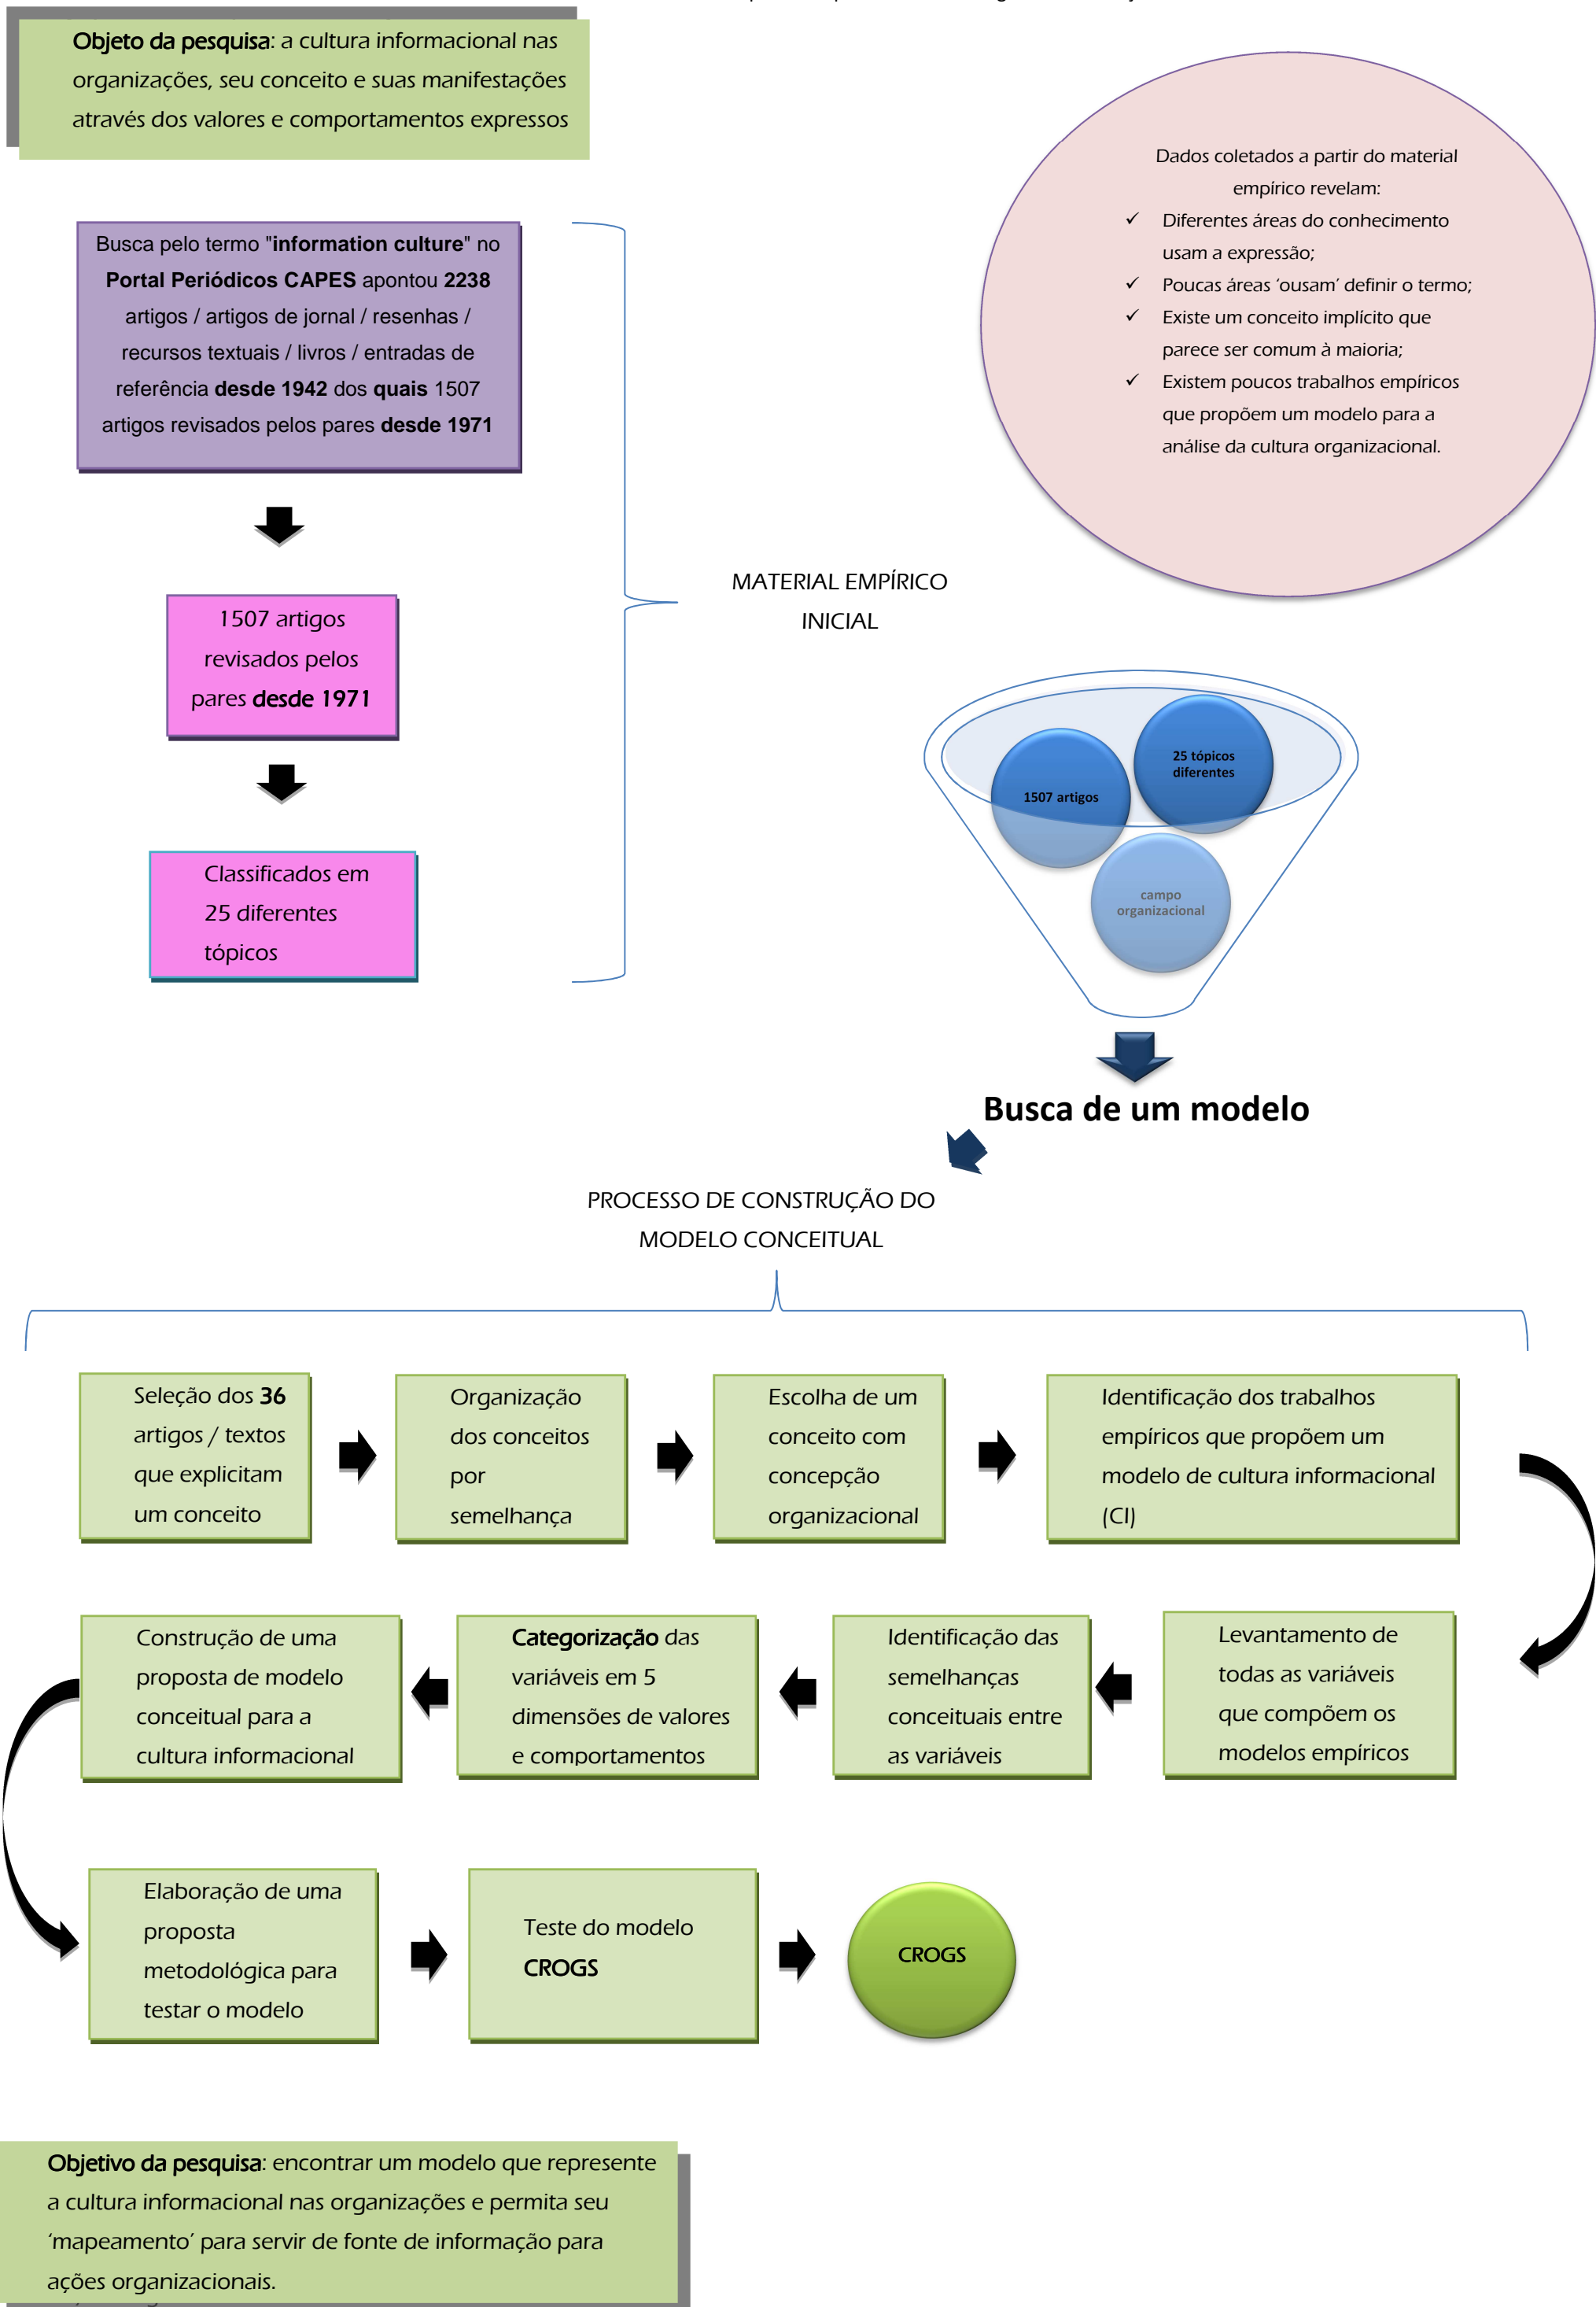 Objeto da pesquisa: a cultura informacional nas
organizações, seu conceito e suas manifestações
através dos valores e comportamentos expressos
Busca pelo termo "information culture" no
Portal Periódicos CAPES apontou 2238
artigos / artigos de jornal / resenhas /
recursos textuais / livros / entradas de
referência desde 1942 dos quais 1507
artigos revisados pelos pares desde 1971
1507 artigos
revisados pelos
pares desde 1971
Classificados em
25 diferentes
tópicos
MATERIAL EMPÍRICO
INICIAL
Dados coletados a partir do material
empírico revelam:
✓ Diferentes áreas do conhecimento
usam a expressão;
✓ Poucas áreas ‘ousam’ definir o termo;
✓ Existe um conceito implícito que
parece ser comum à maioria;
✓ Existem poucos trabalhos empíricos
que propõem um modelo para a
análise da cultura organizacional.
25 tópicos
diferentes
1507 artigos
campo
organizacional
Busca de um modelo
PROCESSO DE CONSTRUÇÃO DO
MODELO CONCEITUAL
Seleção dos 36
artigos / textos
que explicitam
um conceito
Organização
dos conceitos
por
semelhança
Escolha de um
conceito com
concepção
organizacional
Identificação dos trabalhos
empíricos que propõem um
modelo de cultura informacional
(CI)
Levantamento de
todas as variáveis
que compõem os
modelos empíricos
Identificação das
semelhanças
conceituais entre
as variáveis
Categorização das
variáveis em 5
dimensões de valores
e comportamentos
Construção de uma
proposta de modelo
conceitual para a
cultura informacional
Elaboração de uma
proposta
metodológica para
testar o modelo
Teste do modelo
CROGS
CROGS
Objetivo da pesquisa: encontrar um modelo que represente
a cultura informacional nas organizações e permita seu
‘mapeamento’ para servir de fonte de informação para
ações organizacionais.